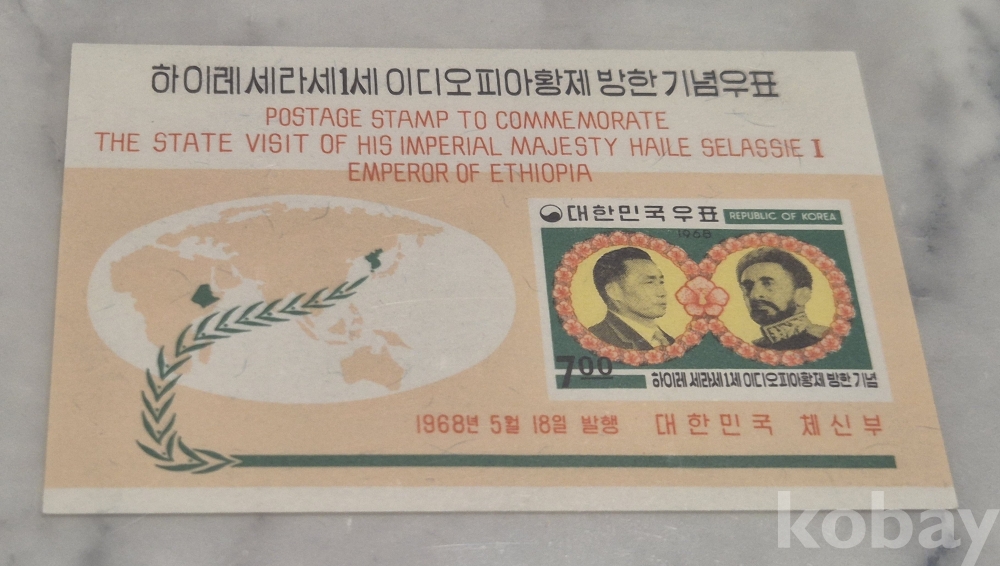 하이레 세라세1세 이디오피아황제 방한기념우표
POSTAGE STAMP TO COMMEMORATE
THE STATE VISIT OF HIS IMPERIAL MAJESTY HAILE SELASSIE I
EMPEROR OF ETHIOPIA
대한민국우표 REPUBLIC OF KOREA
1968
700
하이레 세라세1세 이디오피아황제 방한기념
1968년 5월 18일 발행 대한민국 체신부
kobay